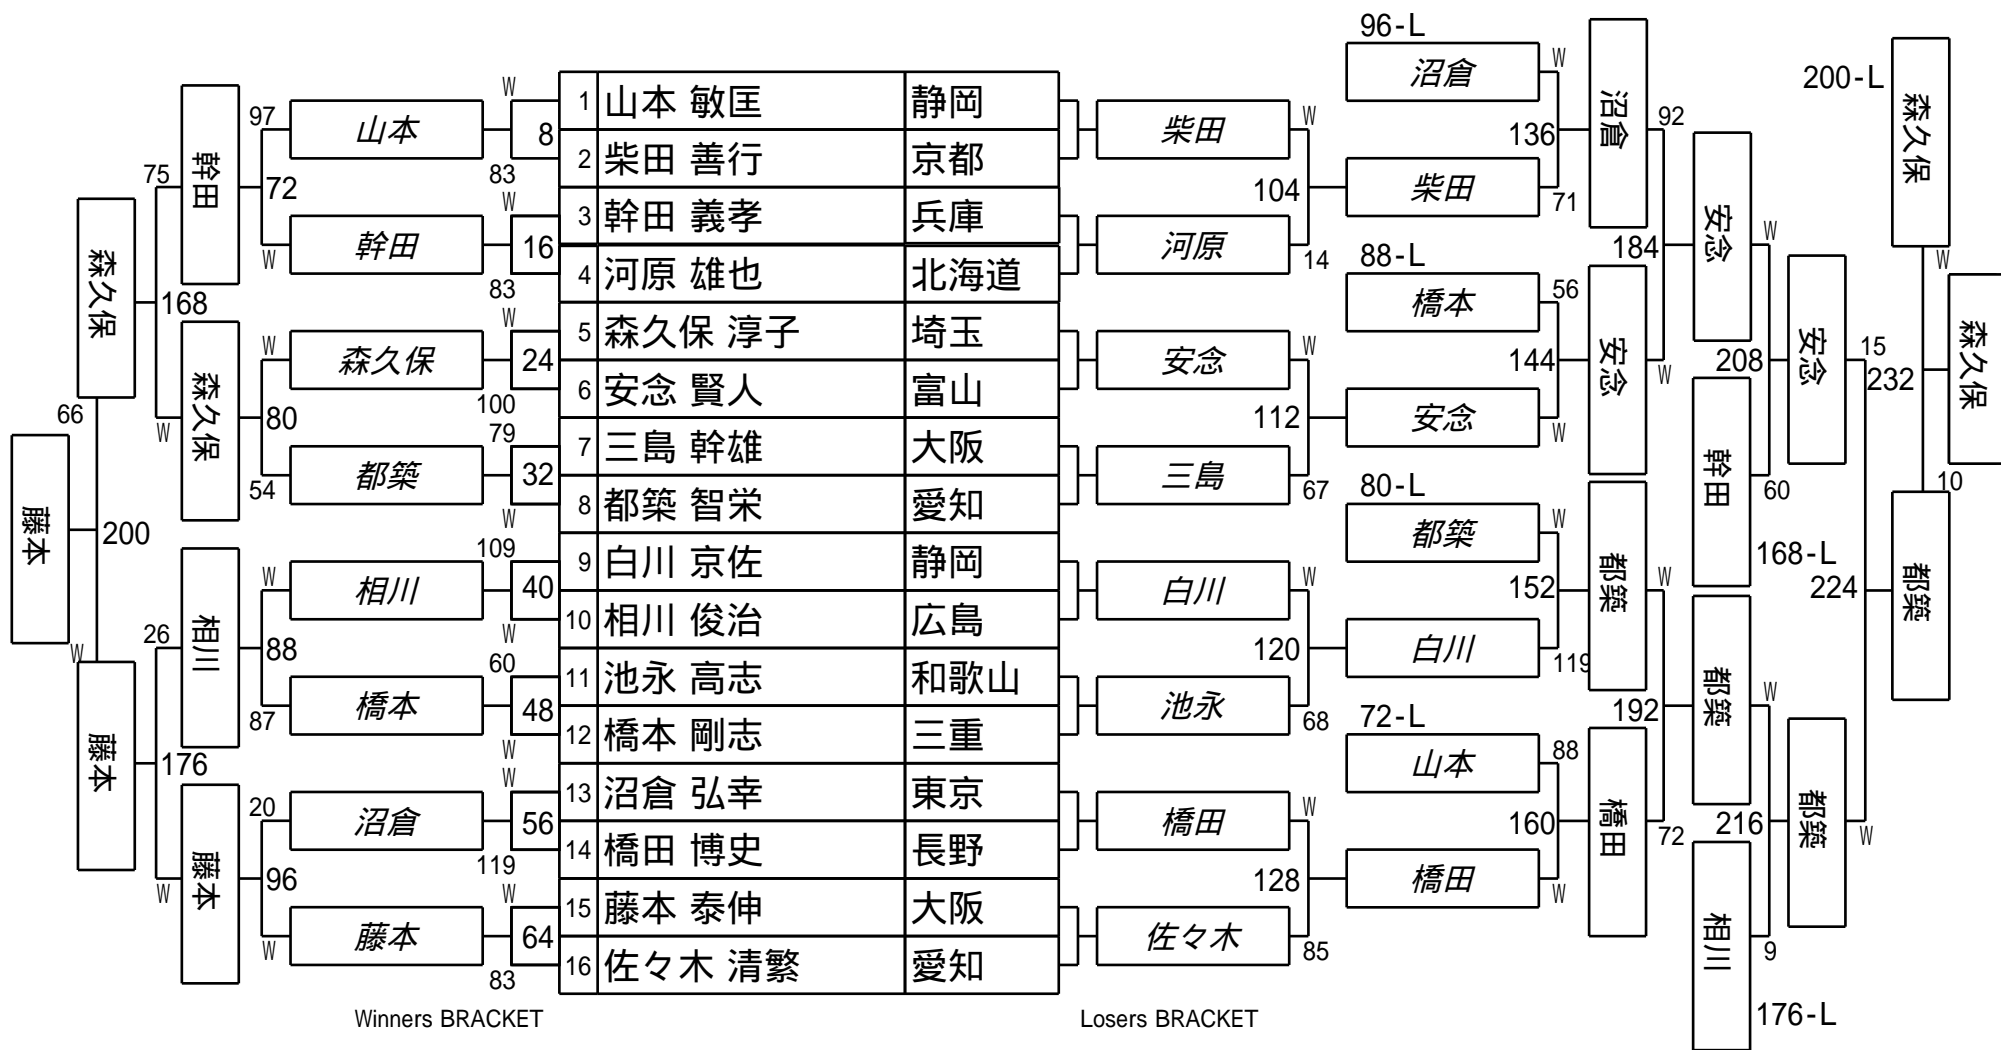 1 山本 敏匡 静岡
2 柴田 善行 京都
3 幹田 義孝 兵庫
4 河原 雄也 北海道
5 森久保 淳子 埼玉
6 安念 賢人 富山
7 三島 幹雄 大阪
8 都築 智栄 愛知
9 白川 京佐 静岡
10 相川 俊治 広島
11 池永 高志 和歌山
12 橋本 剛志 三重
13 沼倉 弘幸 東京
14 橋田 博史 長野
15 藤本 泰伸 大阪
16 佐々木 清繁 愛知
W
8
83
W
16
83
W
24
100
79
32
W
109
40
W
60
48
W
W
56
119
W
64
83
山本
幹田
森久保
都築
相川
橋本
沼倉
藤本
97
72
W
W
80
54
W
88
87
20
96
W
幹田
森久保
相川
藤本
75
168
W
26
176
W
森久保
藤本
66
200
W
藤本
Winners BRACKET
柴田
河原
安念
三島
白川
池永
橋田
佐々木
W
104
14
W
112
67
W
120
68
W
128
85
96-L
沼倉
柴田
88-L
橋本
安念
80-L
都築
白川
72-L
山本
橋田
W
136
71
56
144
W
W
152
119
88
160
W
沼倉
安念
都築
橋田
92
184
W
W
192
72
安念
幹田
168-L
都築
相川
176-L
W
208
60
W
216
9
安念
都築
15
224
W
200-L
森久保
都築
W
232
10
森久保
Losers BRACKET